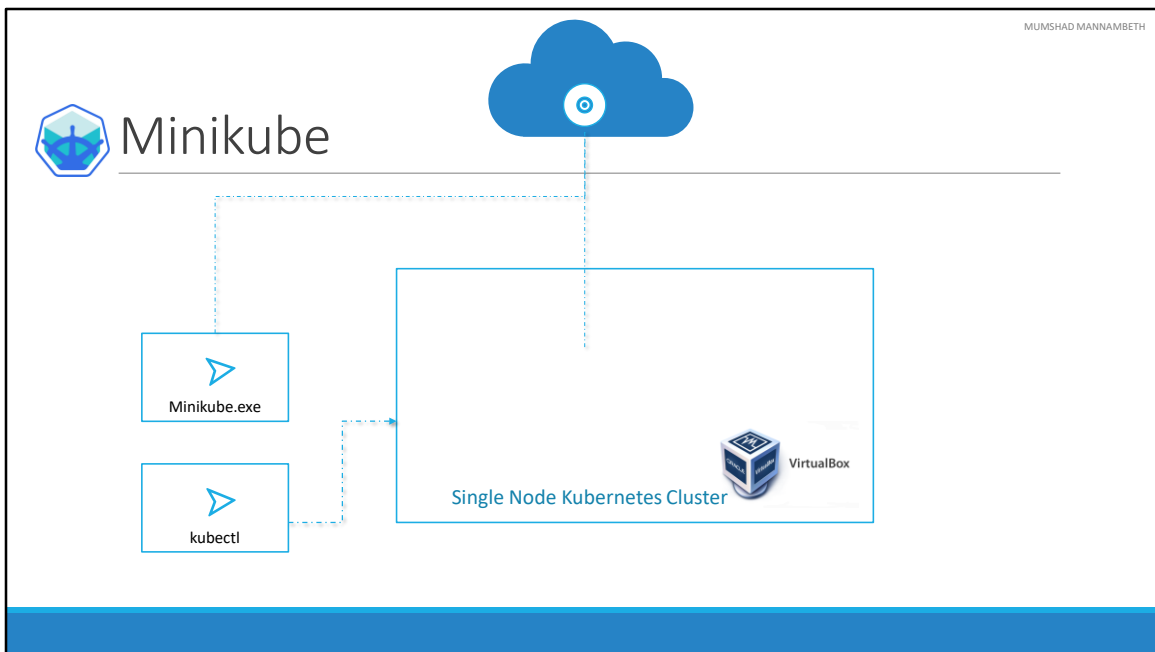 MUMSHAD MANNAMBETH
Minikube
Minikube.exe
kubectl
VirtualBox
Single Node Kubernetes Cluster